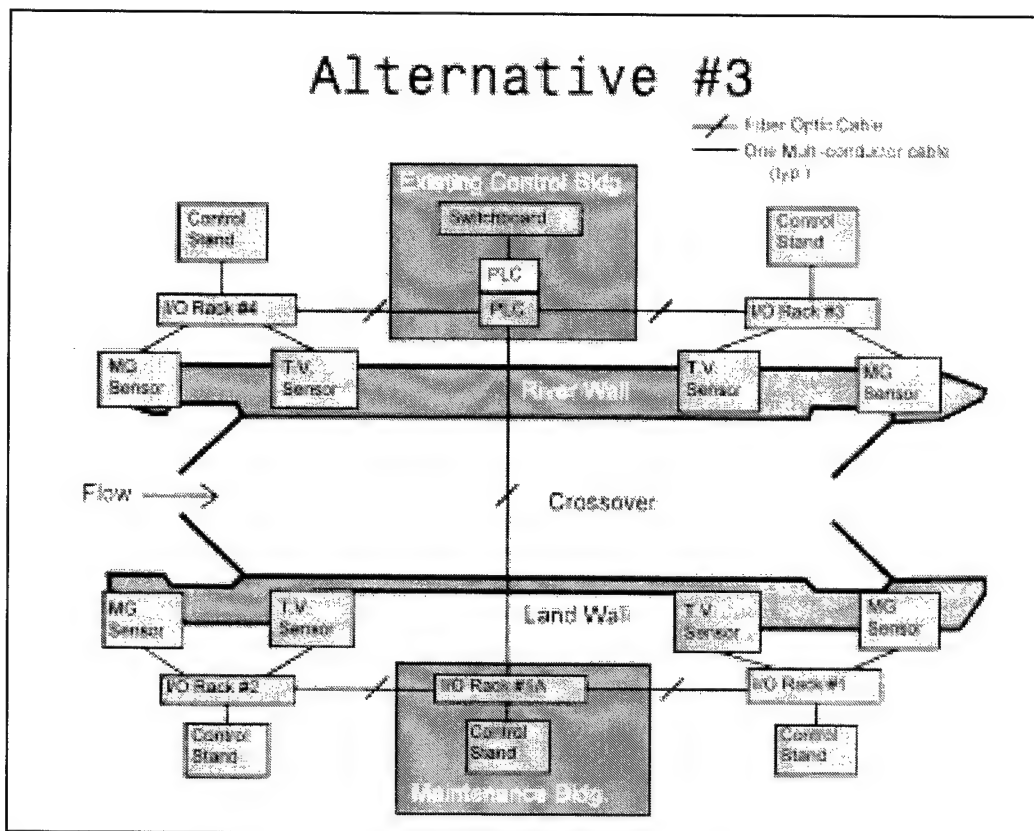 Alternative #3
Fiber Optic Cable
One Multi-conductor cable
(typ.)
Existing Control Bldg.
Switchboard
PLC
PLC
Control
Stand
Control
Stand
I/O Rack #4
I/O Rack #3
MG
Sensor
T.V.
Sensor
T.V.
Sensor
MG
Sensor
River Wall
Flow
Crossover
MG
Sensor
T.V.
Sensor
Land Wall
T.V.
Sensor
MG
Sensor
I/O Rack #2
I/O Rack #1A
I/O Rack #1
Control
Stand
Control
Stand
Control
Stand
Maintenance Bldg.